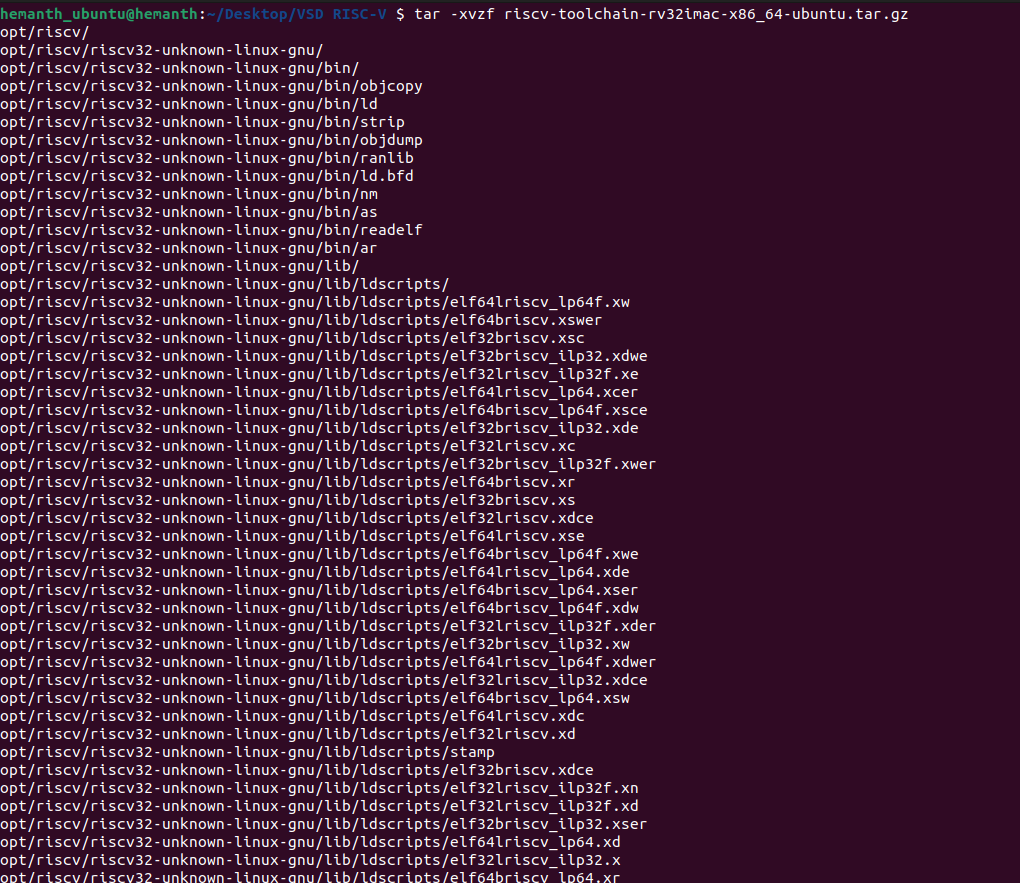 hemanth_ubuntu@hemanth:~/Desktop/VSD RISC-V $ tar -xvzf riscv-toolchain-rv32imac-x86_64-ubuntu.tar.gz
opt/riscv/
opt/riscv/riscv32-unknown-linux-gnu/
opt/riscv/riscv32-unknown-linux-gnu/bin/
opt/riscv/riscv32-unknown-linux-gnu/bin/objcopy
opt/riscv/riscv32-unknown-linux-gnu/bin/ld
opt/riscv/riscv32-unknown-linux-gnu/bin/strip
opt/riscv/riscv32-unknown-linux-gnu/bin/objdump
opt/riscv/riscv32-unknown-linux-gnu/bin/ranlib
opt/riscv/riscv32-unknown-linux-gnu/bin/ld.bfd
opt/riscv/riscv32-unknown-linux-gnu/bin/nm
opt/riscv/riscv32-unknown-linux-gnu/bin/as
opt/riscv/riscv32-unknown-linux-gnu/bin/readelf
opt/riscv/riscv32-unknown-linux-gnu/bin/ar
opt/riscv/riscv32-unknown-linux-gnu/lib/
opt/riscv/riscv32-unknown-linux-gnu/lib/ldscripts/
opt/riscv/riscv32-unknown-linux-gnu/lib/ldscripts/elf64lriscv_lp64f.xw
opt/riscv/riscv32-unknown-linux-gnu/lib/ldscripts/elf64briscv.xswer
opt/riscv/riscv32-unknown-linux-gnu/lib/ldscripts/elf32briscv.xsc
opt/riscv/riscv32-unknown-linux-gnu/lib/ldscripts/elf32briscv_ilp32.xdwe
opt/riscv/riscv32-unknown-linux-gnu/lib/ldscripts/elf32lriscv_ilp32f.xe
opt/riscv/riscv32-unknown-linux-gnu/lib/ldscripts/elf64lriscv_lp64.xcer
opt/riscv/riscv32-unknown-linux-gnu/lib/ldscripts/elf64briscv_lp64f.xsce
opt/riscv/riscv32-unknown-linux-gnu/lib/ldscripts/elf32briscv_ilp32.xde
opt/riscv/riscv32-unknown-linux-gnu/lib/ldscripts/elf32lriscv.xc
opt/riscv/riscv32-unknown-linux-gnu/lib/ldscripts/elf32briscv_ilp32f.xwer
opt/riscv/riscv32-unknown-linux-gnu/lib/ldscripts/elf64briscv.xr
opt/riscv/riscv32-unknown-linux-gnu/lib/ldscripts/elf32briscv.xs
opt/riscv/riscv32-unknown-linux-gnu/lib/ldscripts/elf32lriscv.xdce
opt/riscv/riscv32-unknown-linux-gnu/lib/ldscripts/elf64lriscv.xse
opt/riscv/riscv32-unknown-linux-gnu/lib/ldscripts/elf64briscv_lp64f.xwe
opt/riscv/riscv32-unknown-linux-gnu/lib/ldscripts/elf64lriscv_lp64.xde
opt/riscv/riscv32-unknown-linux-gnu/lib/ldscripts/elf64briscv_lp64.xser
opt/riscv/riscv32-unknown-linux-gnu/lib/ldscripts/elf64briscv_lp64f.xdw
opt/riscv/riscv32-unknown-linux-gnu/lib/ldscripts/elf32lriscv_ilp32f.xder
opt/riscv/riscv32-unknown-linux-gnu/lib/ldscripts/elf32briscv_ilp32.xw
opt/riscv/riscv32-unknown-linux-gnu/lib/ldscripts/elf64lriscv_lp64f.xdwer
opt/riscv/riscv32-unknown-linux-gnu/lib/ldscripts/elf32lriscv_ilp32.xdce
opt/riscv/riscv32-unknown-linux-gnu/lib/ldscripts/elf64briscv_lp64.xsw
opt/riscv/riscv32-unknown-linux-gnu/lib/ldscripts/elf64lriscv.xdc
opt/riscv/riscv32-unknown-linux-gnu/lib/ldscripts/elf32lriscv.xd
opt/riscv/riscv32-unknown-linux-gnu/lib/ldscripts/stamp
opt/riscv/riscv32-unknown-linux-gnu/lib/ldscripts/elf32briscv.xdce
opt/riscv/riscv32-unknown-linux-gnu/lib/ldscripts/elf32lriscv_ilp32f.xn
opt/riscv/riscv32-unknown-linux-gnu/lib/ldscripts/elf32lriscv_ilp32f.xd
opt/riscv/riscv32-unknown-linux-gnu/lib/ldscripts/elf32briscv_ilp32.xser
opt/riscv/riscv32-unknown-linux-gnu/lib/ldscripts/elf64lriscv_lp64.xd
opt/riscv/riscv32-unknown-linux-gnu/lib/ldscripts/elf32lriscv_ilp32.x
opt/riscv/riscv32-unknown-linux-gnu/lib/ldscripts/elf64briscv_lp64.xr